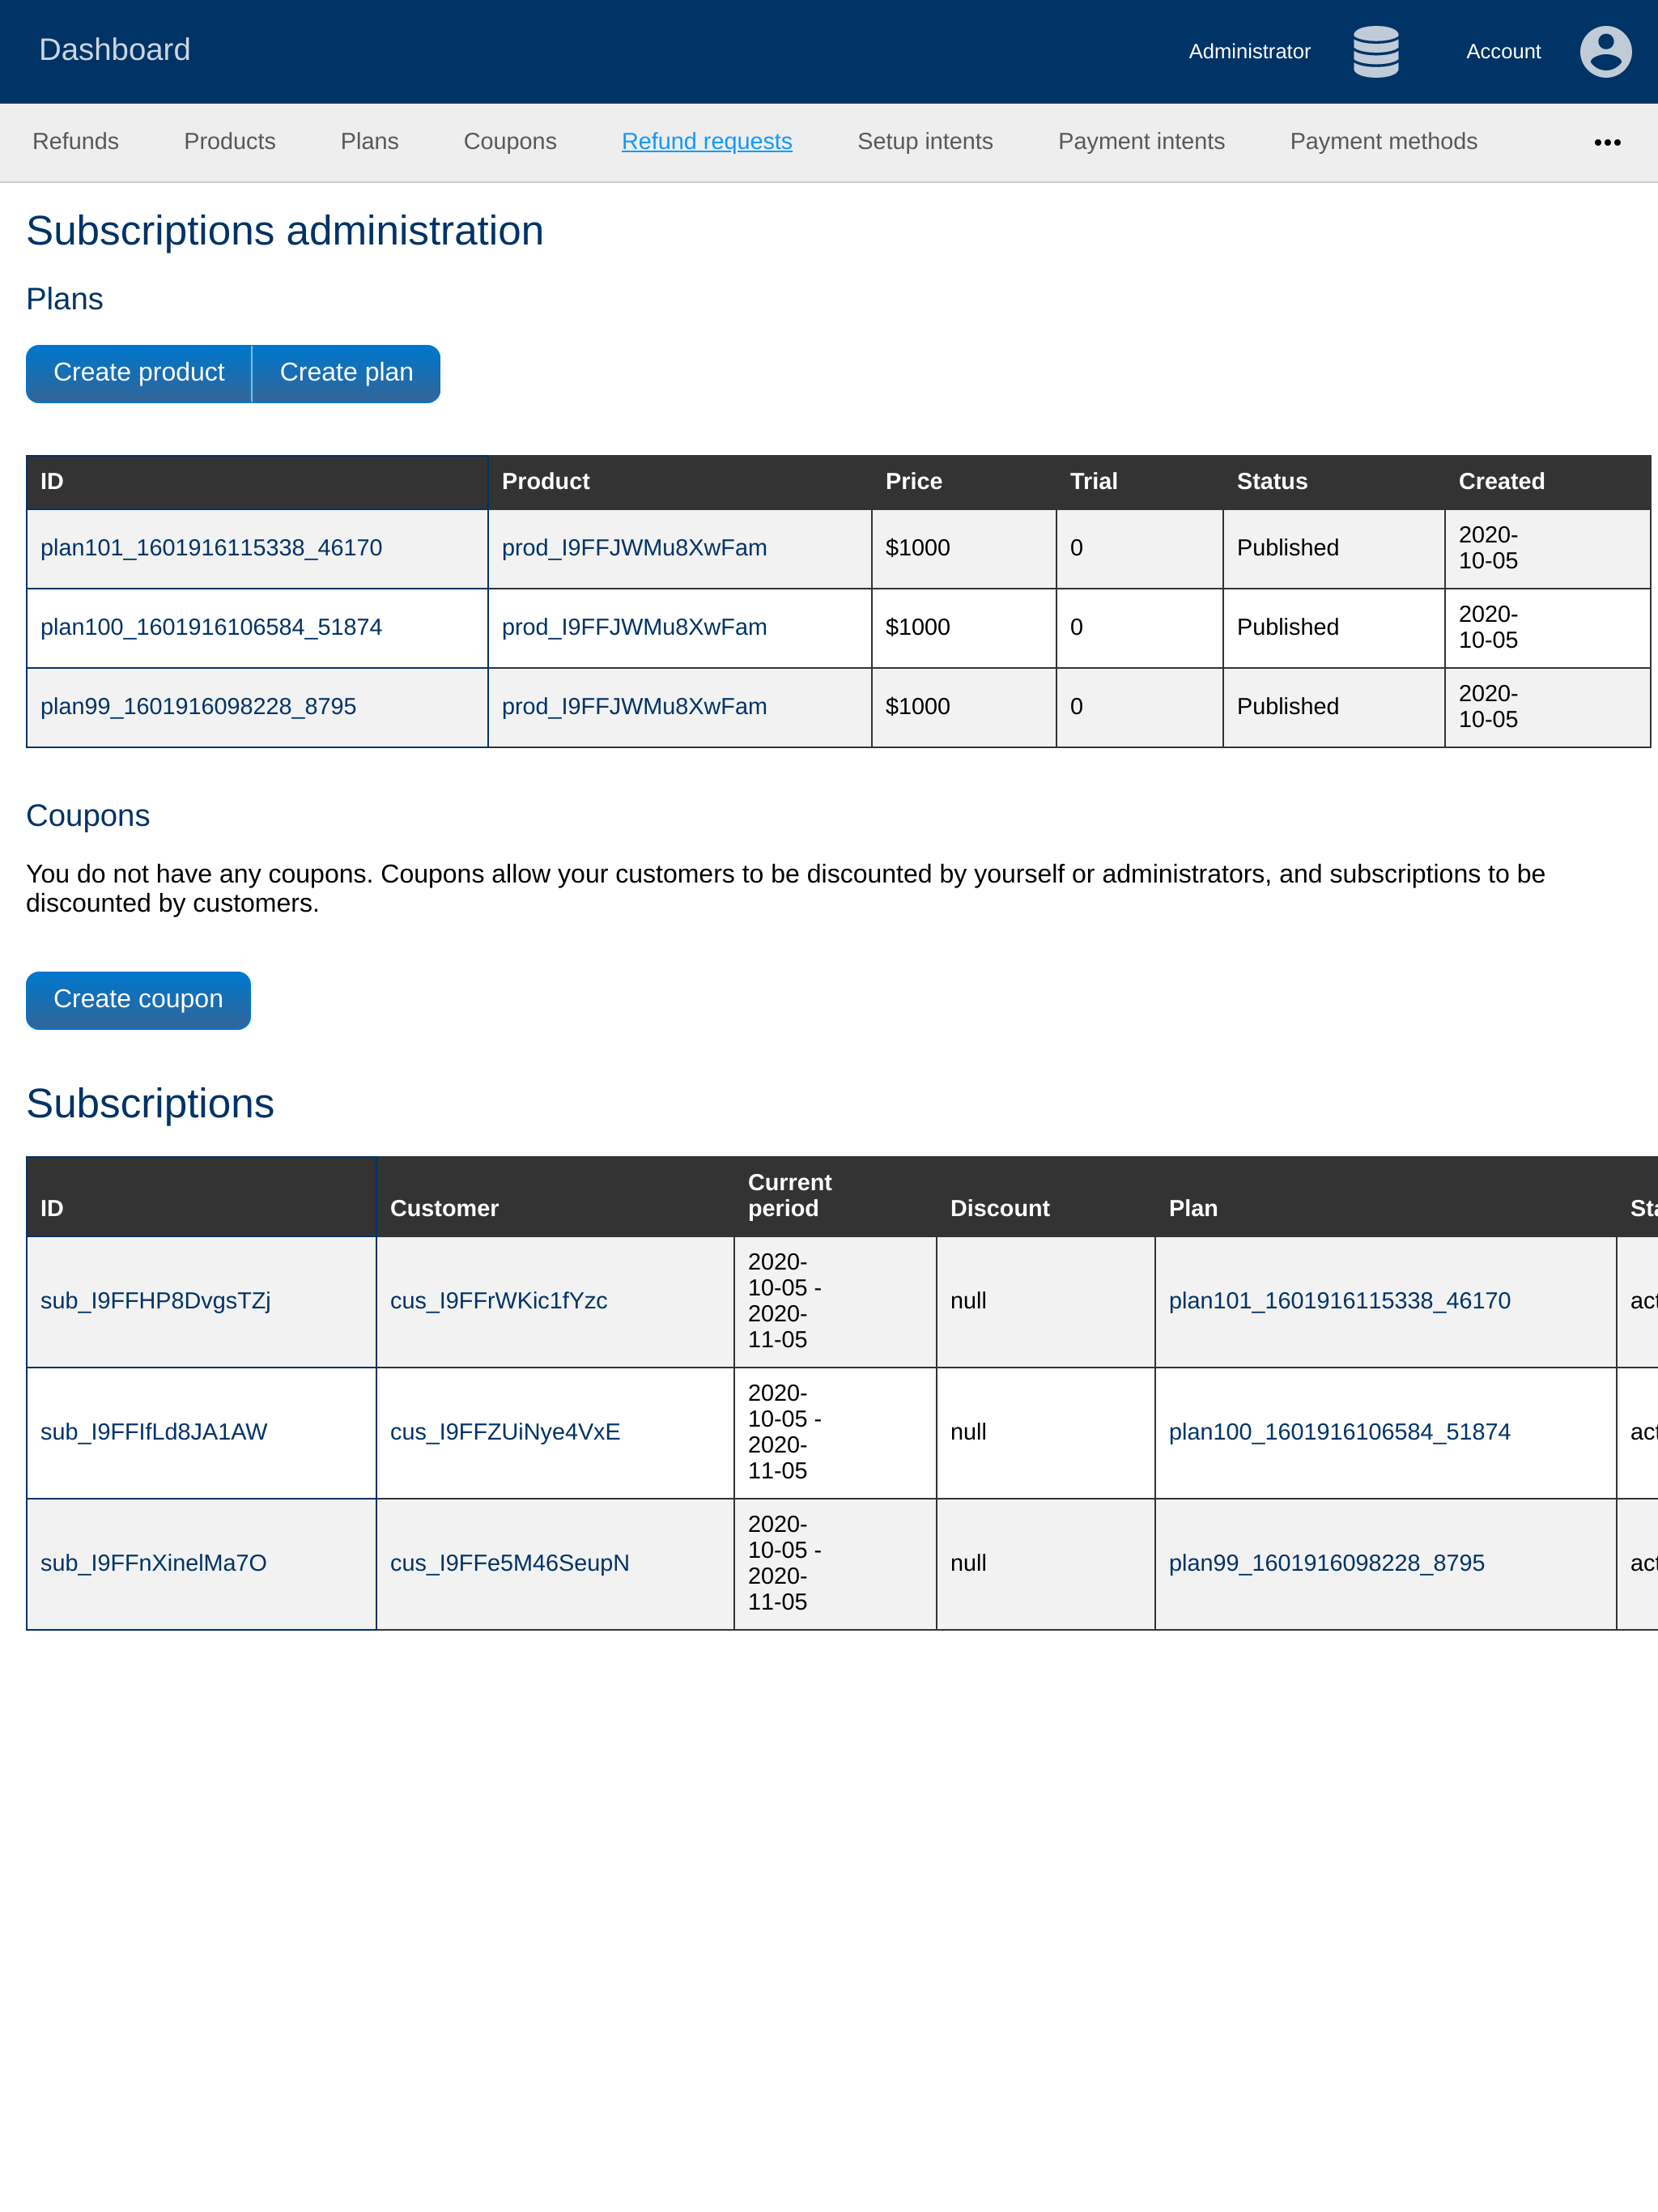 Dashboard
Administrator
Account
Refunds Products Plans Coupons Refund requests Setup intents Payment intents Payment methods •••
Subscriptions administration
Plans
Create product Create plan
ID Product Price Trial Status Created
plan101_1601916115338_46170 prod_I9FFJWMu8XwFam $1000 0 Published 2020-
10-05
plan100_1601916106584_51874 prod_I9FFJWMu8XwFam $1000 0 Published 2020-
10-05
plan99_1601916098228_8795 prod_I9FFJWMu8XwFam $1000 0 Published 2020-
10-05
Coupons
You do not have any coupons. Coupons allow your customers to be discounted by yourself or administrators, and subscriptions to be
discounted by customers.
Create coupon
Subscriptions
ID Customer Current
period Discount Plan Sta
sub_I9FFHP8DvgsTZj cus_I9FFrWKic1fYzc 2020-
10-05 -
2020-
11-05 null plan101_1601916115338_46170 act
sub_I9FFIfLd8JA1AW cus_I9FFZUiNye4VxE 2020-
10-05 -
2020-
11-05 null plan100_1601916106584_51874 act
sub_I9FFnXinelMa7O cus_I9FFe5M46SeupN 2020-
10-05 -
2020-
11-05 null plan99_1601916098228_8795 act